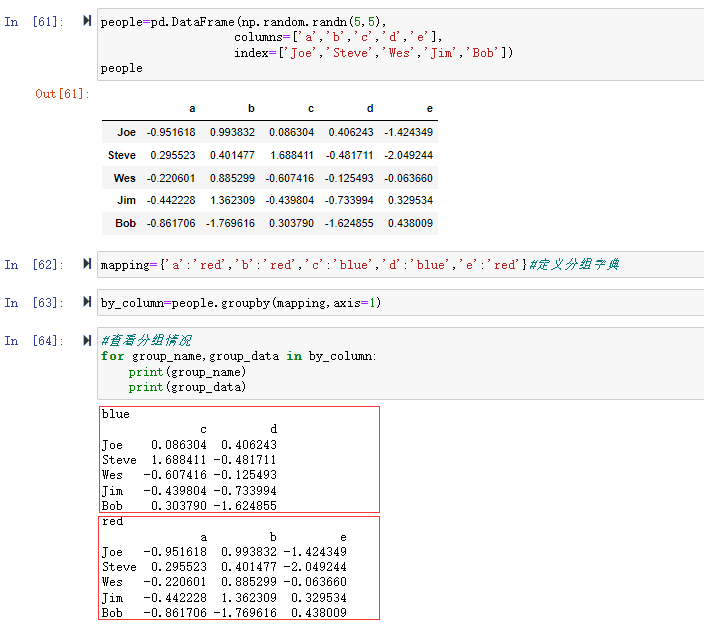 In [61]: people=pd.DataFrame(np.random.randn(5,5),
columns=['a','b','c','d','e'],
index=['Joe','Steve','Wes','Jim','Bob'])
people
Out[61]:
a b c d e
Joe -0.951618 0.993832 0.086304 0.406243 -1.424349
Steve 0.295523 0.401477 1.688411 -0.481711 -2.049244
Wes -0.220601 0.885299 -0.607416 -0.125493 -0.063660
Jim -0.442228 1.362309 -0.439804 -0.733994 0.329534
Bob -0.861706 -1.769616 0.303790 -1.624855 0.438009
In [62]: mapping={'a':'red','b':'red','c':'blue','d':'blue','e':'red'}#定义分组字典
In [63]: by_column=people.groupby(mapping,axis=1)
In [64]: #查看分组情况
for group_name,group_data in by_column:
print(group_name)
print(group_data)
blue
c d
Joe 0.086304 0.406243
Steve 1.688411 -0.481711
Wes -0.607416 -0.125493
Jim -0.439804 -0.733994
Bob 0.303790 -1.624855
red
a b e
Joe -0.951618 0.993832 -1.424349
Steve 0.295523 0.401477 -2.049244
Wes -0.220601 0.885299 -0.063660
Jim -0.442228 1.362309 0.329534
Bob -0.861706 -1.769616 0.438009